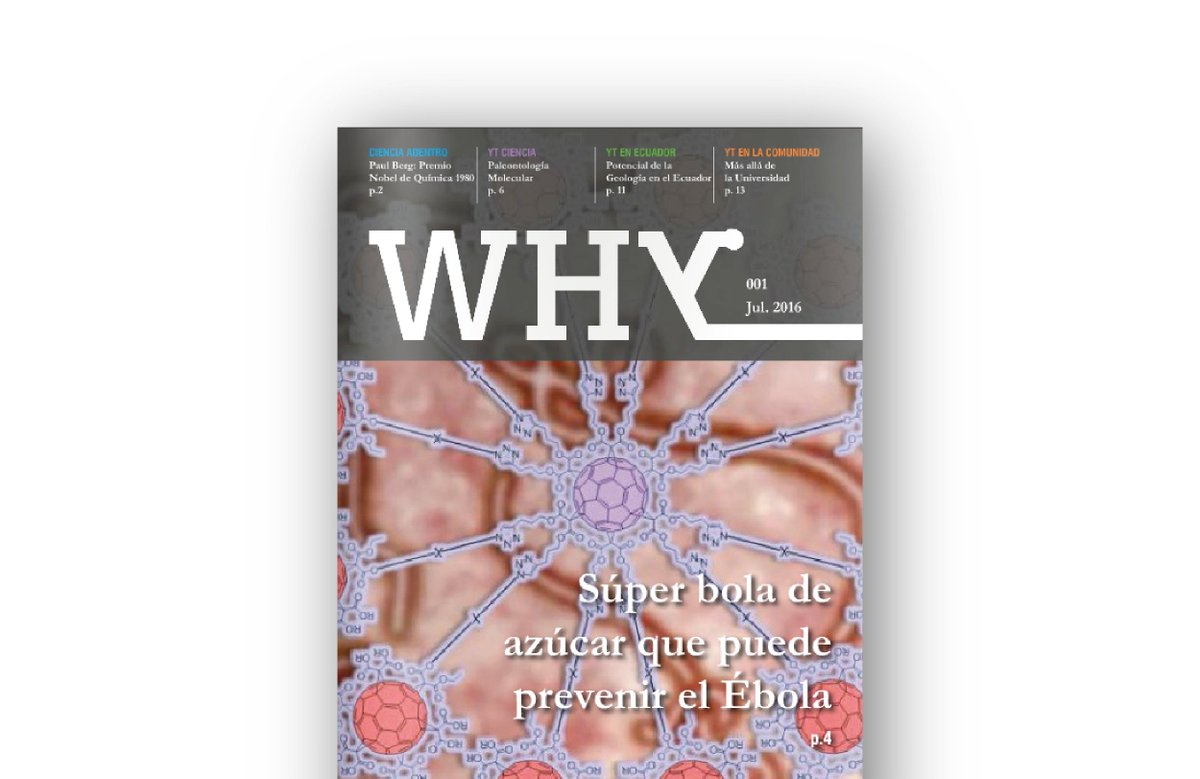 CIENCIA ADENTRO
Paul Berg: Premio
Nobel de Química 1980
p.2
YT CIENCIA
Paleontología
Molecular
p. 6
YT EN ECUADOR
Potencial de la
Geología en el Ecuador
p. 11
YT EN LA COMUNIDAD
Más allá de
la Universidad
p. 13
WHY
001
Jul. 2016
Súper bola de
azúcar que puede
prevenir el Ébola
p.4